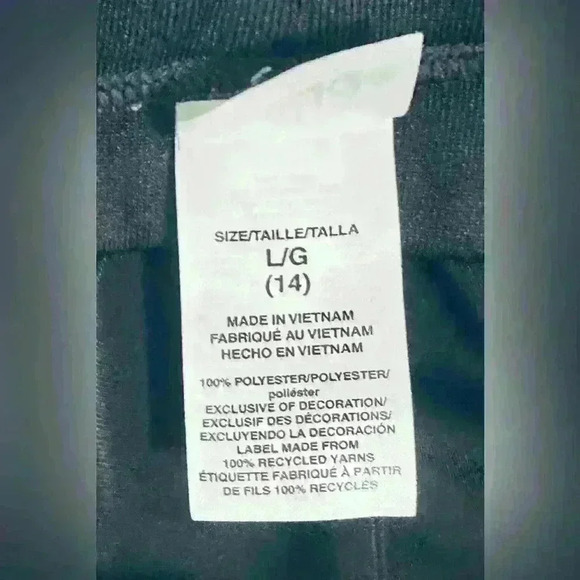 SIZE/TAILLE/TALLA
L/G
(14)
MADE IN VIETNAM
FABRIQUÉ AU VIETNAM
HECHO EN VIETNAM
100% POLYESTER/POLYESTER/
poliéster
EXCLUSIVE OF DECORATION/
EXCLUSIF DES DÉCORATIONS/
EXCLUYENDO LA DECORACIÓN
LABEL MADE FROM
100% RECYCLED YARNS
ÉTIQUETTE FABRIQUÉ À PARTIR
DE FILS 100% RECYCLÉS